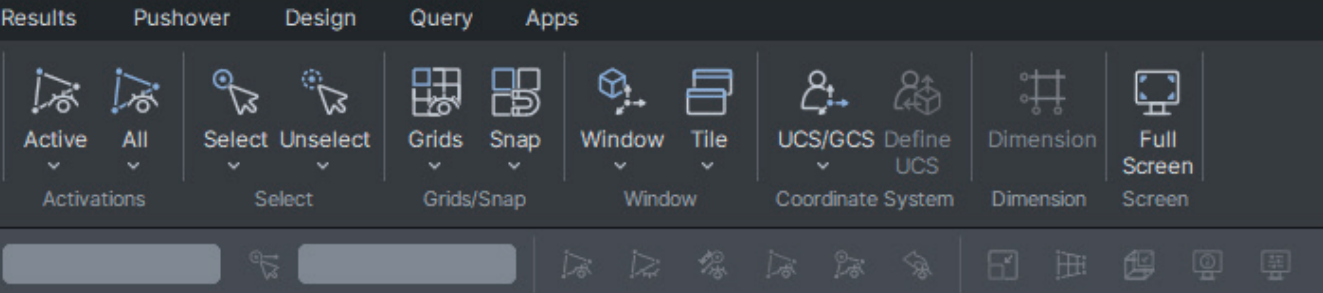 Results Pushover Design Query Apps
Active All Select Unselect Grids Snap Window Tile UCS/GCS Define UCS Dimension Full Screen
Activations Select Grids/Snap Window Coordinate System Dimension Screen